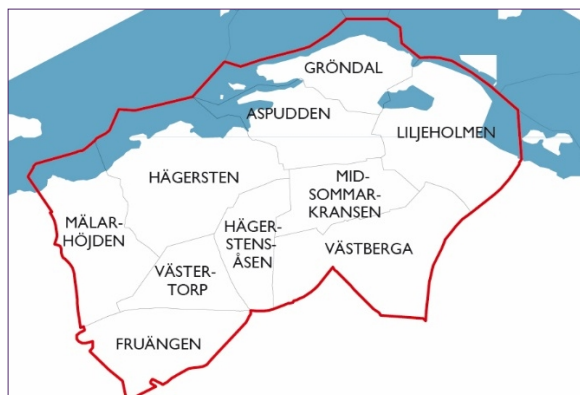 GRÖNDAL
ASPUDDEN
LILJEHOLMEN
HÄGERSTEN
MID-
SOMMAR-
KRANSEN
MÄLAR-
HÖJDEN
HÄGER-
STENS-
ÅSEN
VÄSTBERGA
VÄSTER-
TORP
FRUÄNGEN